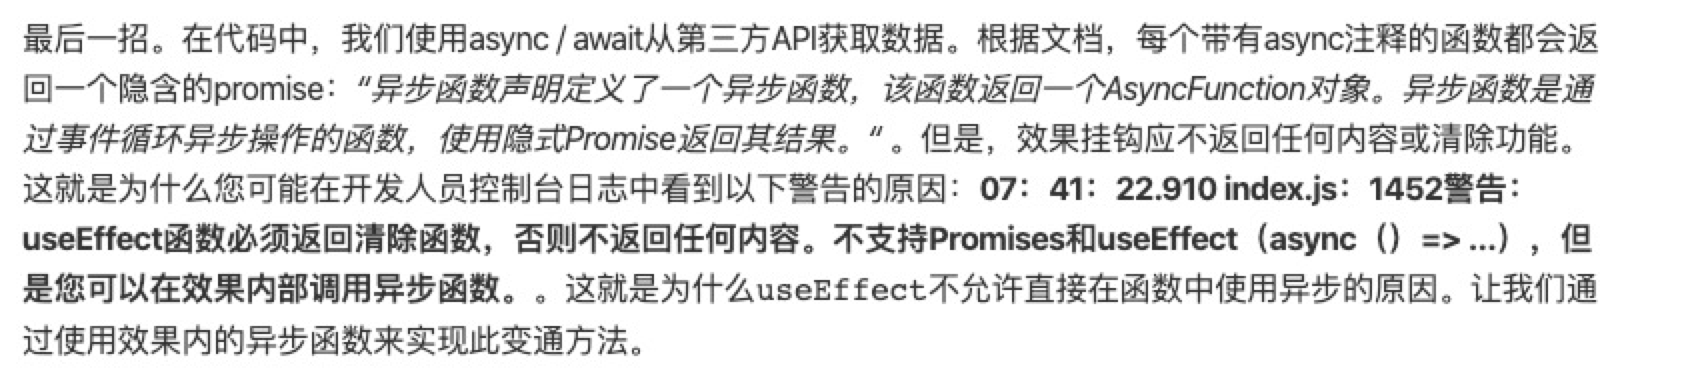 最后一招。在代码中，我们使用async / await从第三方API获取数据。根据文档，每个带有async注释的函数都会返
回一个隐含的promise：“异步函数声明定义了一个异步函数，该函数返回一个AsyncFunction对象。异步函数是通
过事件循环异步操作的函数，使用隐式Promise返回其结果。“ 。但是，效果挂钩应不返回任何内容或清除功能。
这就是为什么您可能在开发人员控制台日志中看到以下警告的原因：07：41：22.910 index.js：1452警告：
useEffect函数必须返回清除函数，否则不返回任何内容。不支持Promises和useEffect（async（）=> ...），但
是您可以在效果内部调用异步函数。。这就是为什么useEffect不允许直接在函数中使用异步的原因。让我们通
过使用效果内的异步函数来实现此变通方法。